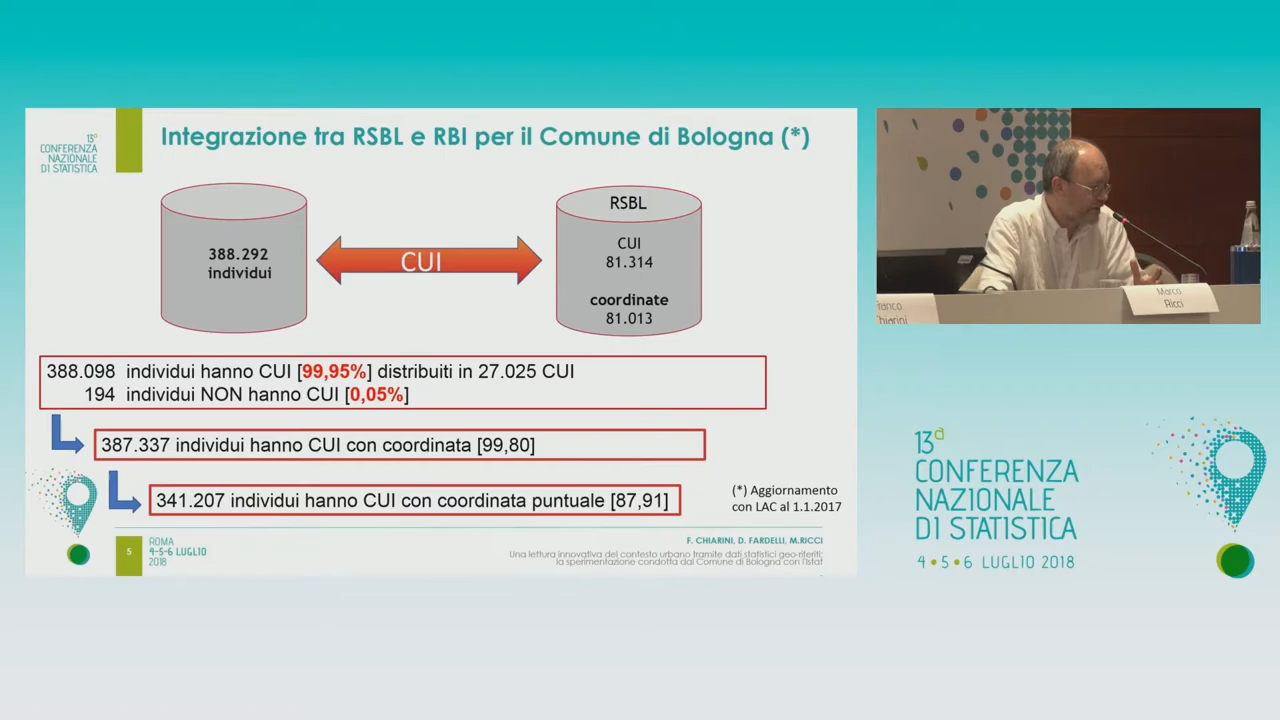 13ª
CONFERENZA
NAZIONALE
DI STATISTICA
Integrazione tra RSBL e RBI per il Comune di Bologna (*)
388.292
individui
CUI
RSBL
CUI
81.314
coordinate
81.013
388.098 individui hanno CUI [99,95%] distribuiti in 27.025 CUI
194 individui NON hanno CUI [0,05%]
387.337 individui hanno CUI con coordinata [99,80]
341.207 individui hanno CUI con coordinata puntuale [87,91]
(*) Aggiornamento
con LAC al 1.1.2017
5
ROMA
4-5-6 LUGLIO
2018
F. CHIARINI, D. FARDELLI, M.RICCI
Una lettura innovativa del contesto urbano tramite dati statistici geo-riferiti:
la sperimentazione condotta dal Comune di Bologna con l'Istat
Franco
Chiarini
Marco
Ricci
13ª
CONFERENZA
NAZIONALE
DI STATISTICA
4 • 5 • 6 LUGLIO 2018